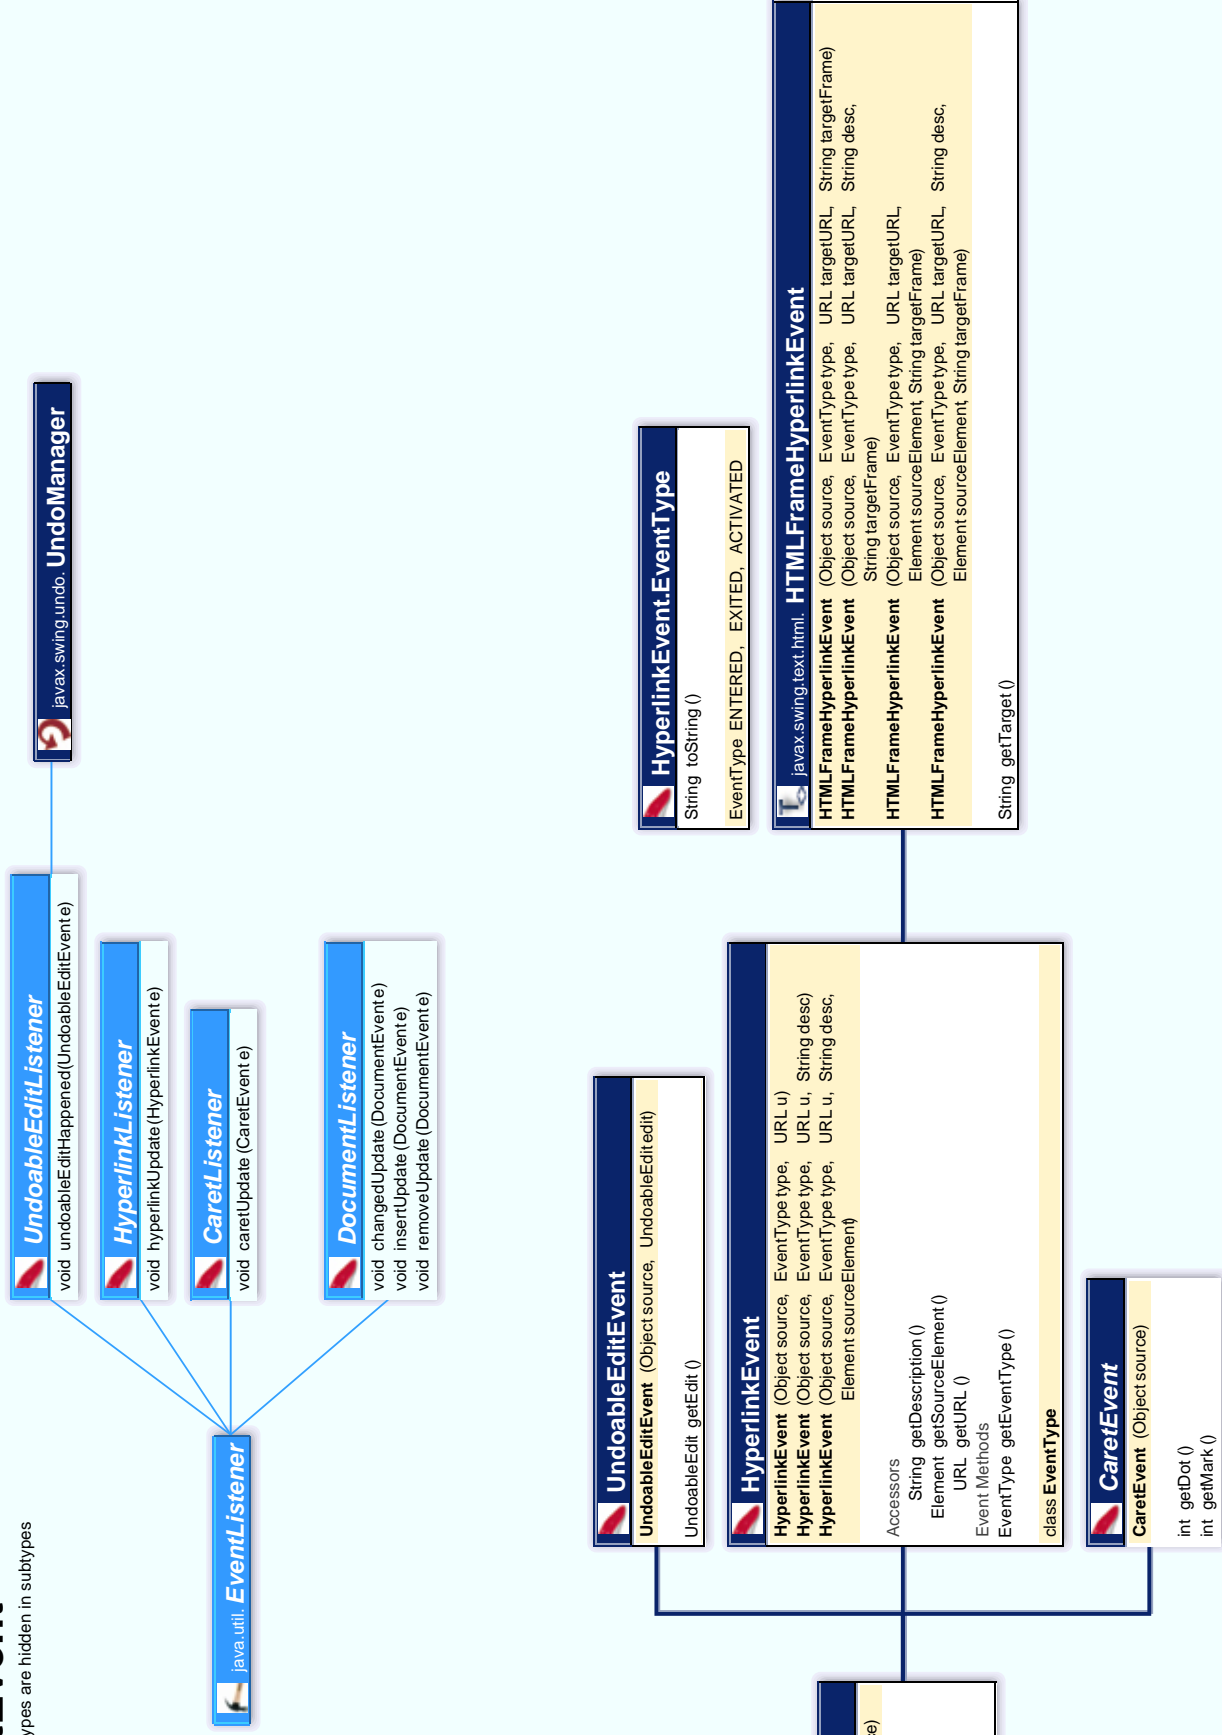 ypes are hidden in subtypes
java.util. EventListener
UndoableEditListener
void undoableEditHappened (UndoableEditEvent e)
HyperlinkListener
void hyperlinkUpdate (HyperlinkEvent e)
CaretListener
void caretUpdate (CaretEvent e)
DocumentListener
void changedUpdate (DocumentEvent e)
void insertUpdate (DocumentEvent e)
void removeUpdate (DocumentEvent e)
javax.swing.undo. UndoManager
UndoableEditEvent
UndoableEditEvent (Object source, UndoableEdit edit)
UndoableEdit getEdit ()
HyperlinkEvent
HyperlinkEvent (Object source, EventType type, URL u)
HyperlinkEvent (Object source, EventType type, URL u, String desc)
HyperlinkEvent (Object source, EventType type, URL u, String desc,
Element sourceElement)
Accessors
String getDescription ()
Element getSourceElement ()
URL getURL ()
Event Methods
EventType getEventType ()
class EventType
CaretEvent
CaretEvent (Object source)
int getDot ()
int getMark ()
HyperlinkEvent.EventType
String toString ()
EventType ENTERED, EXITED, ACTIVATED
javax.swing.text.html. HTMLFrameHyperlinkEvent
HTMLFrameHyperlinkEvent (Object source, EventType type, URL targetURL, String targetFrame)
HTMLFrameHyperlinkEvent (Object source, EventType type, URL targetURL, String desc,
String targetFrame)
HTMLFrameHyperlinkEvent (Object source, EventType type, URL targetURL,
Element sourceElement, String targetFrame)
HTMLFrameHyperlinkEvent (Object source, EventType type, URL targetURL, String desc,
Element sourceElement, String targetFrame)
String getTarget ()